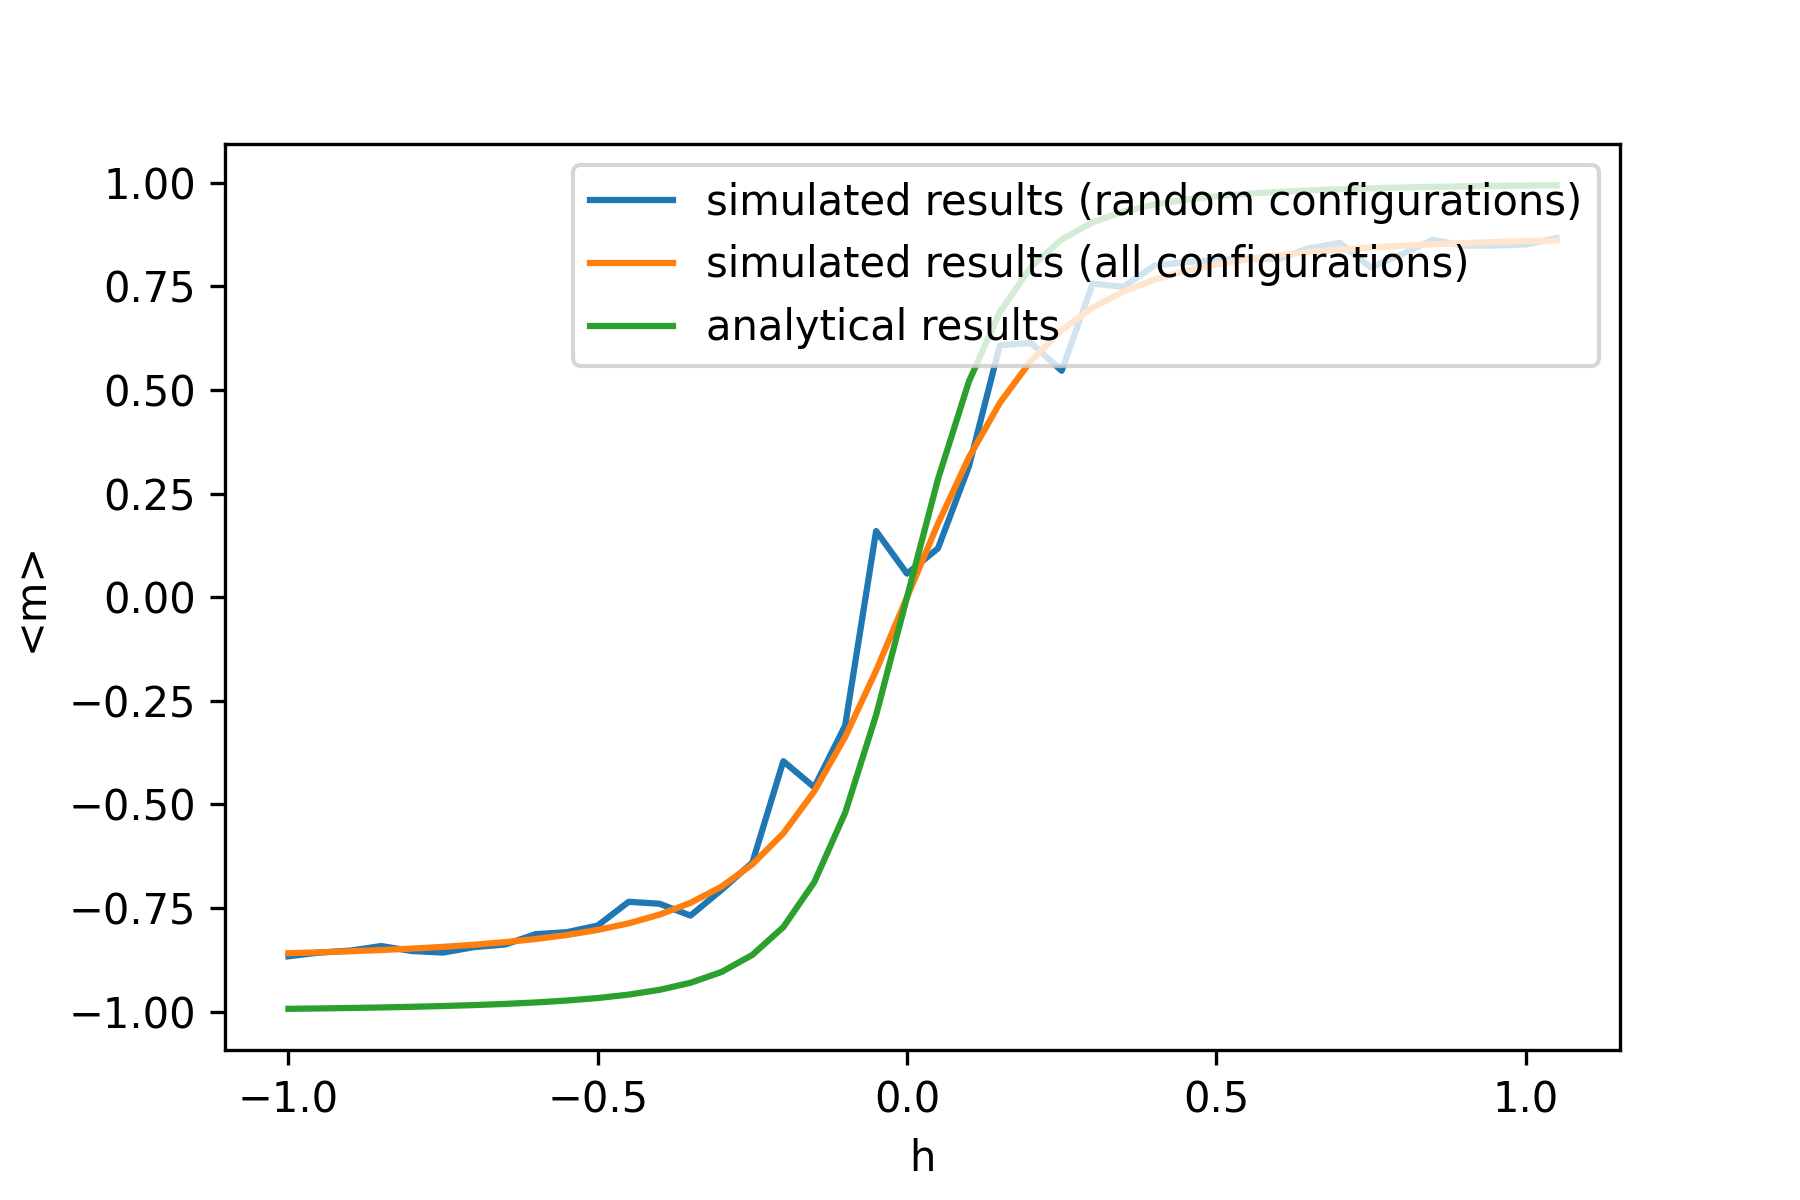 simulated results (random configurations)
simulated results (all configurations)
analytical results
1.00
0.75
0.50
0.25
0.00
−0.25
−0.50
−0.75
−1.00
<m>
−1.0 −0.5 0.0 0.5 1.0
h